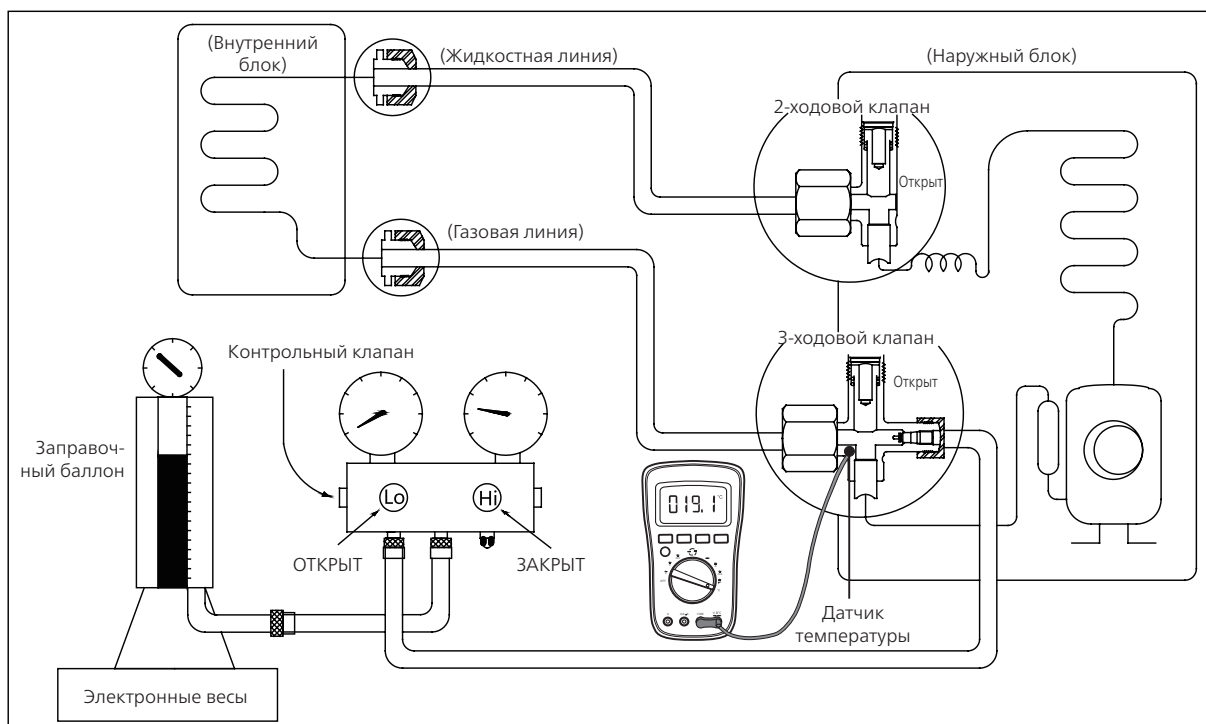 (Внутренний
блок)
(Жидкостная линия)
(Наружный блок)
2-ходовой клапан
Открыт
(Газовая линия)
3-ходовой клапан
Открыт
Контрольный клапан
Заправоч-
ный баллон
Lo
Hi
ОТКРЫТ
ЗАКРЫТ
019.1 °C
Датчик
температуры
Электронные весы